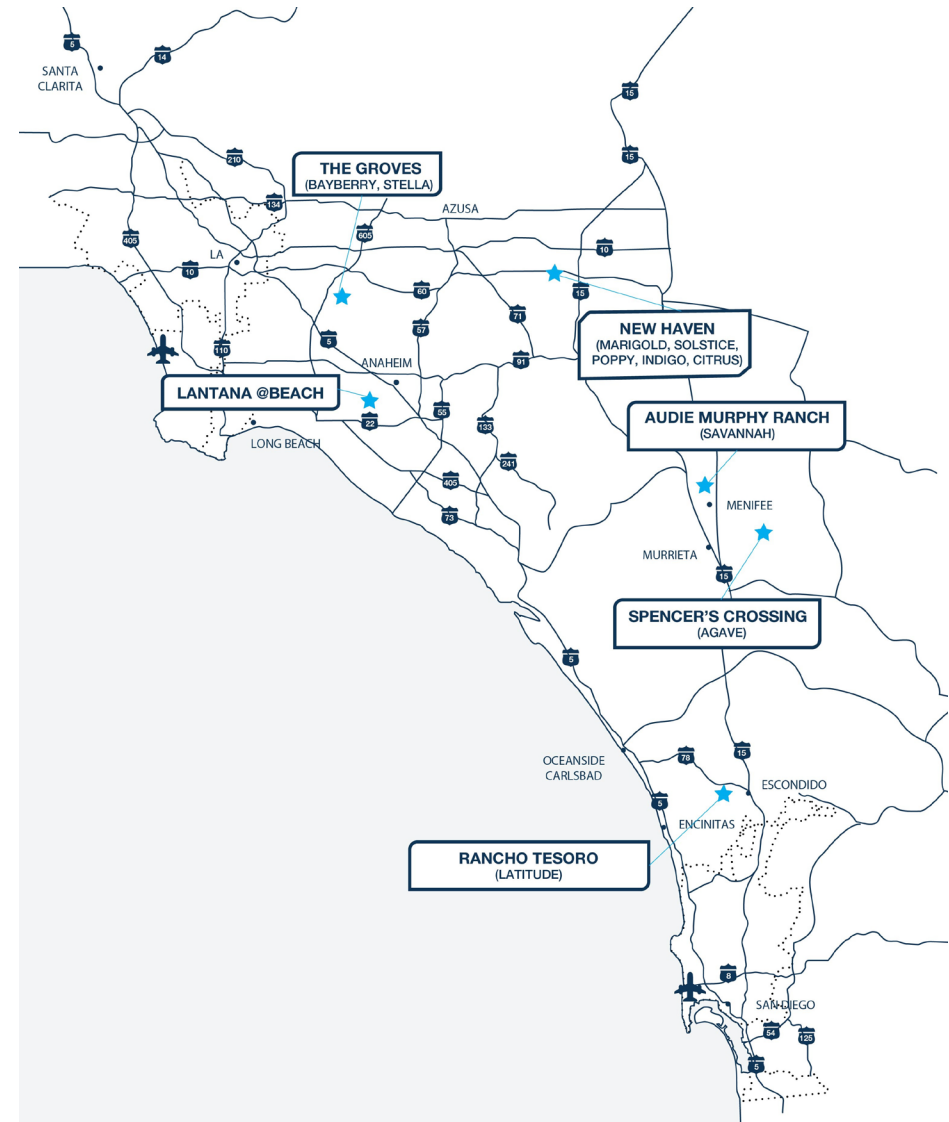 5
14
SANTA
CLARITA
15
15
210
THE GROVES
(BAYBERRY, STELLA)
134
AZUSA
405
605
10
LA
10
60
15
71
57
NEW HAVEN
(MARIGOLD, SOLSTICE,
POPPY, INDIGO, CITRUS)
5
110
ANAHEIM
91
LANTANA @BEACH
55
22
133
AUDIE MURPHY RANCH
(SAVANNAH)
LONG BEACH
241
405
73
MENIFEE
MURRIETA
15
SPENCER'S CROSSING
(AGAVE)
5
15
78
OCEANSIDE
CARLSBAD
ESCONDIDO
5
ENCINITAS
RANCHO TESORO
(LATITUDE)
8
SAN DIEGO
54
125
5